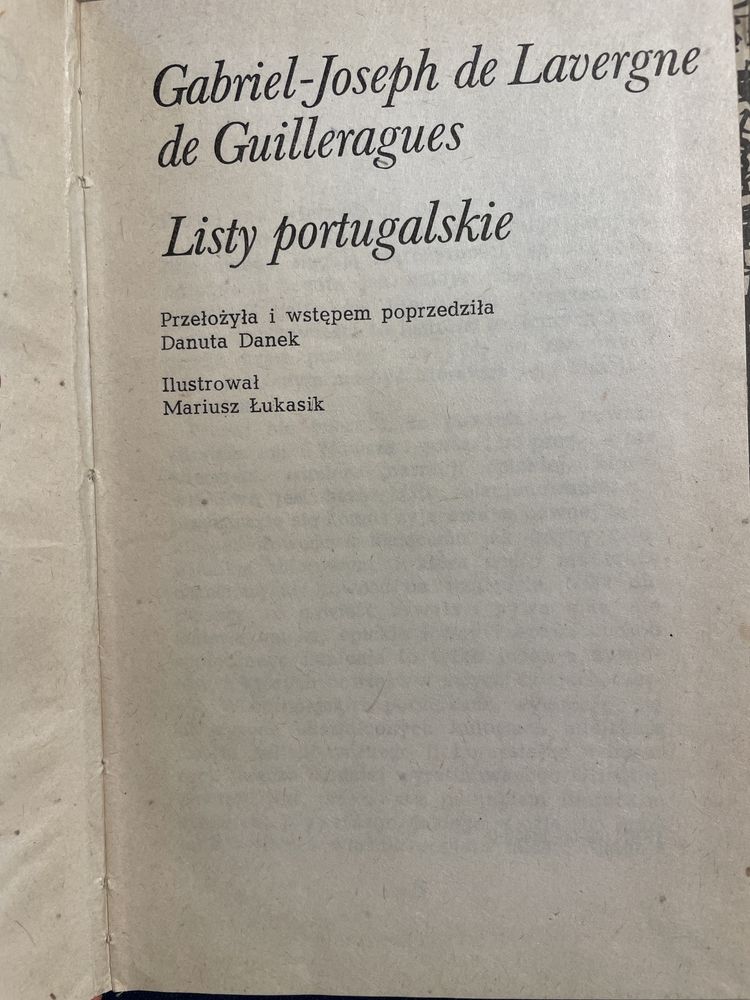 Gabriel-Joseph de Lavergne
de Guilleragues
Listy portugalskie
Przełożyła i wstępem poprzedziła
Danuta Danek
Ilustrował
Mariusz Łukasik